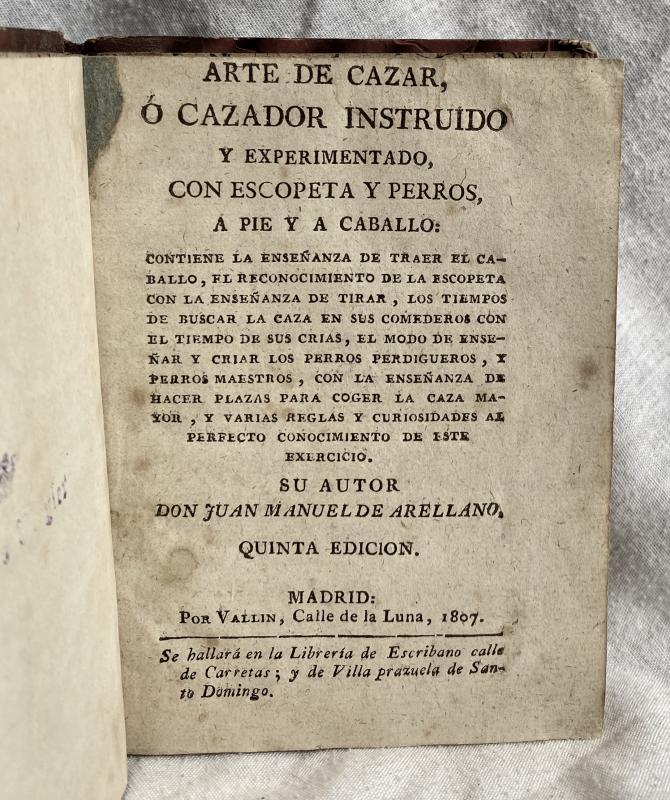 ARTE DE CAZAR,
Ó CAZADOR INSTRUÍDO
Y EXPERIMENTADO,
CON ESCOPETA Y PERROS,
A PIE Y A CABALLO:
CONTIENE LA ENSEÑANZA DE TRAER EL CA-
BALLO, EL RECONOCIMIENTO DE LA ESCOPETA
CON LA ENSEÑANZA DE TIRAR, LOS TIEMPOS
DE BUSCAR LA CAZA EN SUS COMEDEROS CON
EL TIEMPO DE SUS CRIAS, EL MODO DE ENSE-
ÑAR Y CRIAR LOS PERROS PERDIGUEROS, Y
PERROS MAESTROS, CON LA ENSEÑANZA DE
HACER PLAZAS PARA COGER LA CAZA MA-
YOR, Y VARIAS REGLAS Y CURIOSIDADES AL
PERFECTO CONOCIMIENTO DE ESTE
EXERCICIO.
SU AUTOR
DON JUAN MANUEL DE ARELLANO.
QUINTA EDICION.
MADRID:
POR VALLIN, Calle de la Luna, 1807.
Se hallará en la Librería de Escribano calle
de Carretas; y de Villa prazuela de San-
to Domingo.